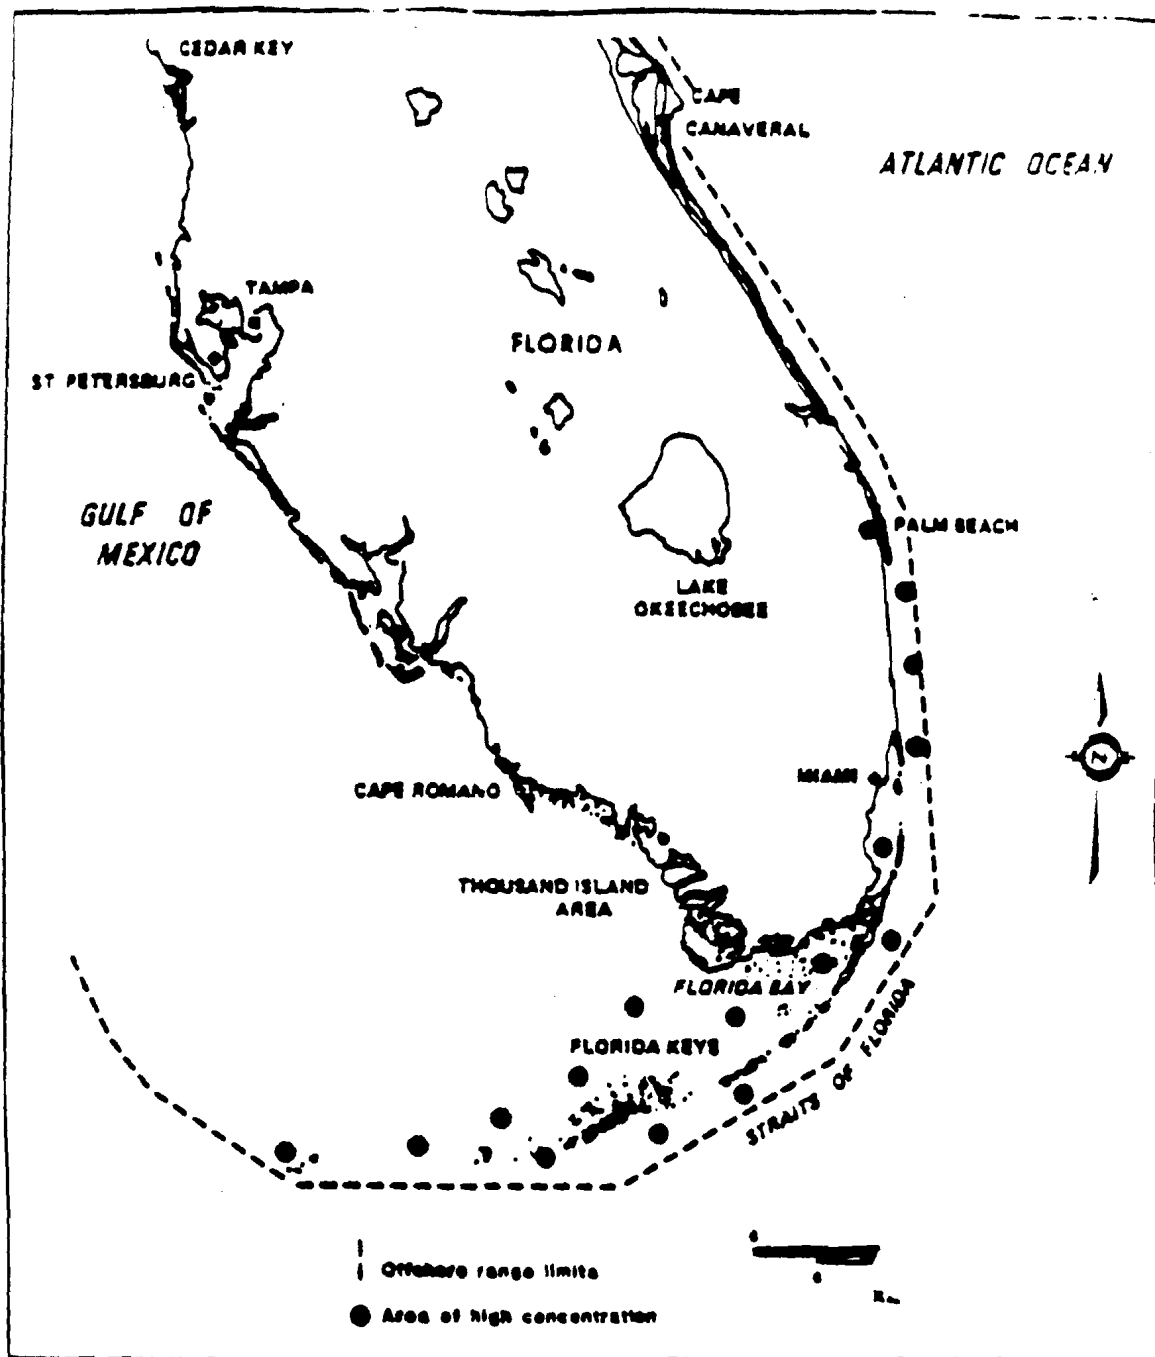 CEDAR KEY
CAPE
CANAVERAL
ATLANTIC OCEAN
TAMPA
FLORIDA
ST PETERSBURG
GULF OF
MEXICO
PALM BEACH
LAKE
OKEECHOBEE
MIAMI
CAPE ROMANO
THOUSAND ISLAND
AREA
FLORIDA BAY
FLORIDA KEYS
STRAITS OF FLORIDA
Offshore range limits
Area of high concentration